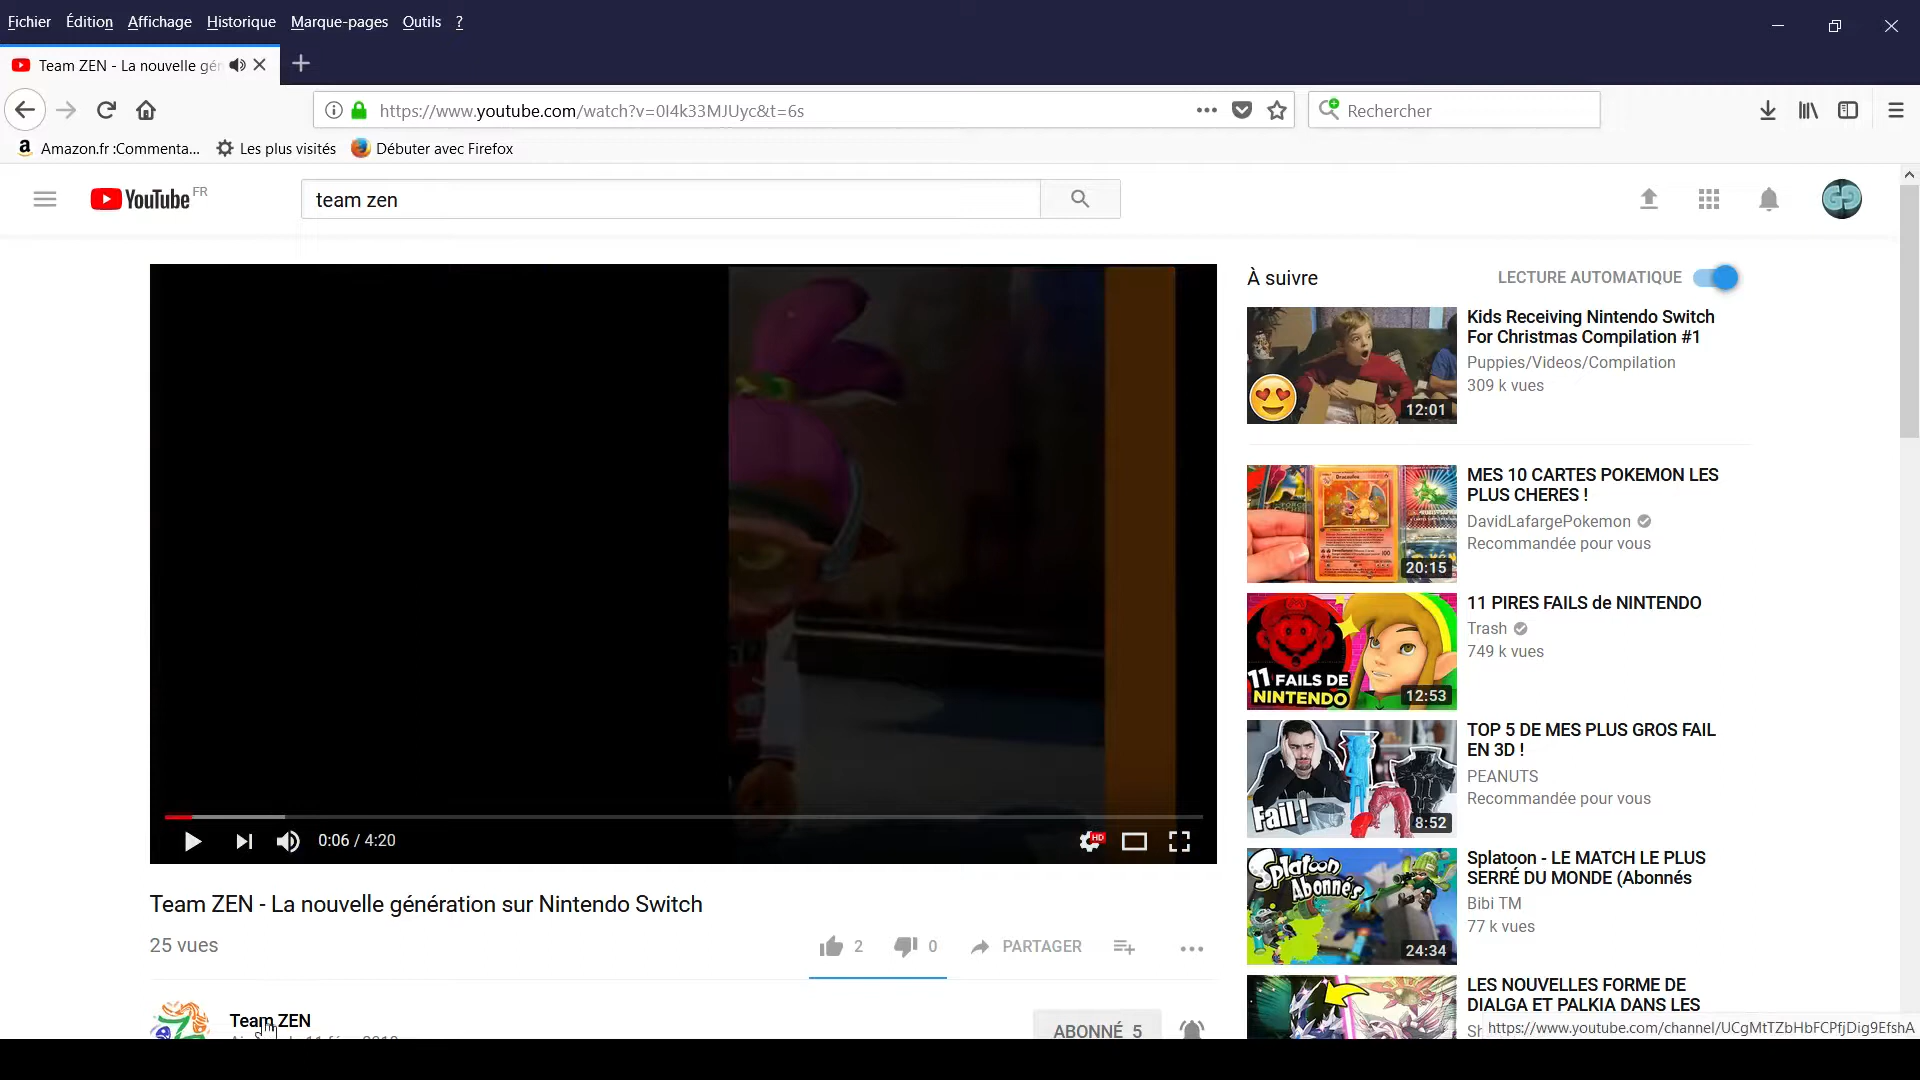 Fichier Édition Affichage Historique Marque-pages Outils ?
Team ZEN - La nouvelle gér
https://www.youtube.com/watch?v=0I4k33MJUyc&t=6s
Rechercher
Amazon.fr :Commenta... Les plus visités Débuter avec Firefox
YouTube FR
team zen
À suivre
LECTURE AUTOMATIQUE
Kids Receiving Nintendo Switch
For Christmas Compilation #1
Puppies/Videos/Compilation
309 k vues
12:01
MES 10 CARTES POKEMON LES
PLUS CHERES !
DavidLafargePokemon
Recommandée pour vous
20:15
11 PIRES FAILS de NINTENDO
Trash
749 k vues
11 FAILS DE
NINTENDO
12:53
TOP 5 DE MES PLUS GROS FAIL
EN 3D !
PEANUTS
Recommandée pour vous
Fail !
8:52
Splatoon - LE MATCH LE PLUS
SERRÉ DU MONDE (Abonnés
Bibi TM
77 k vues
Splatoon
Abonnés
24:34
LES NOUVELLES FORME DE
DIALGA ET PALKIA DANS LES
https://www.youtube.com/channel/UCgMtTZbHbFCPfjDig9EfshA
0:06 / 4:20
HD
Team ZEN - La nouvelle génération sur Nintendo Switch
25 vues
2 0 PARTAGER
Team ZEN
ABONNÉ 5